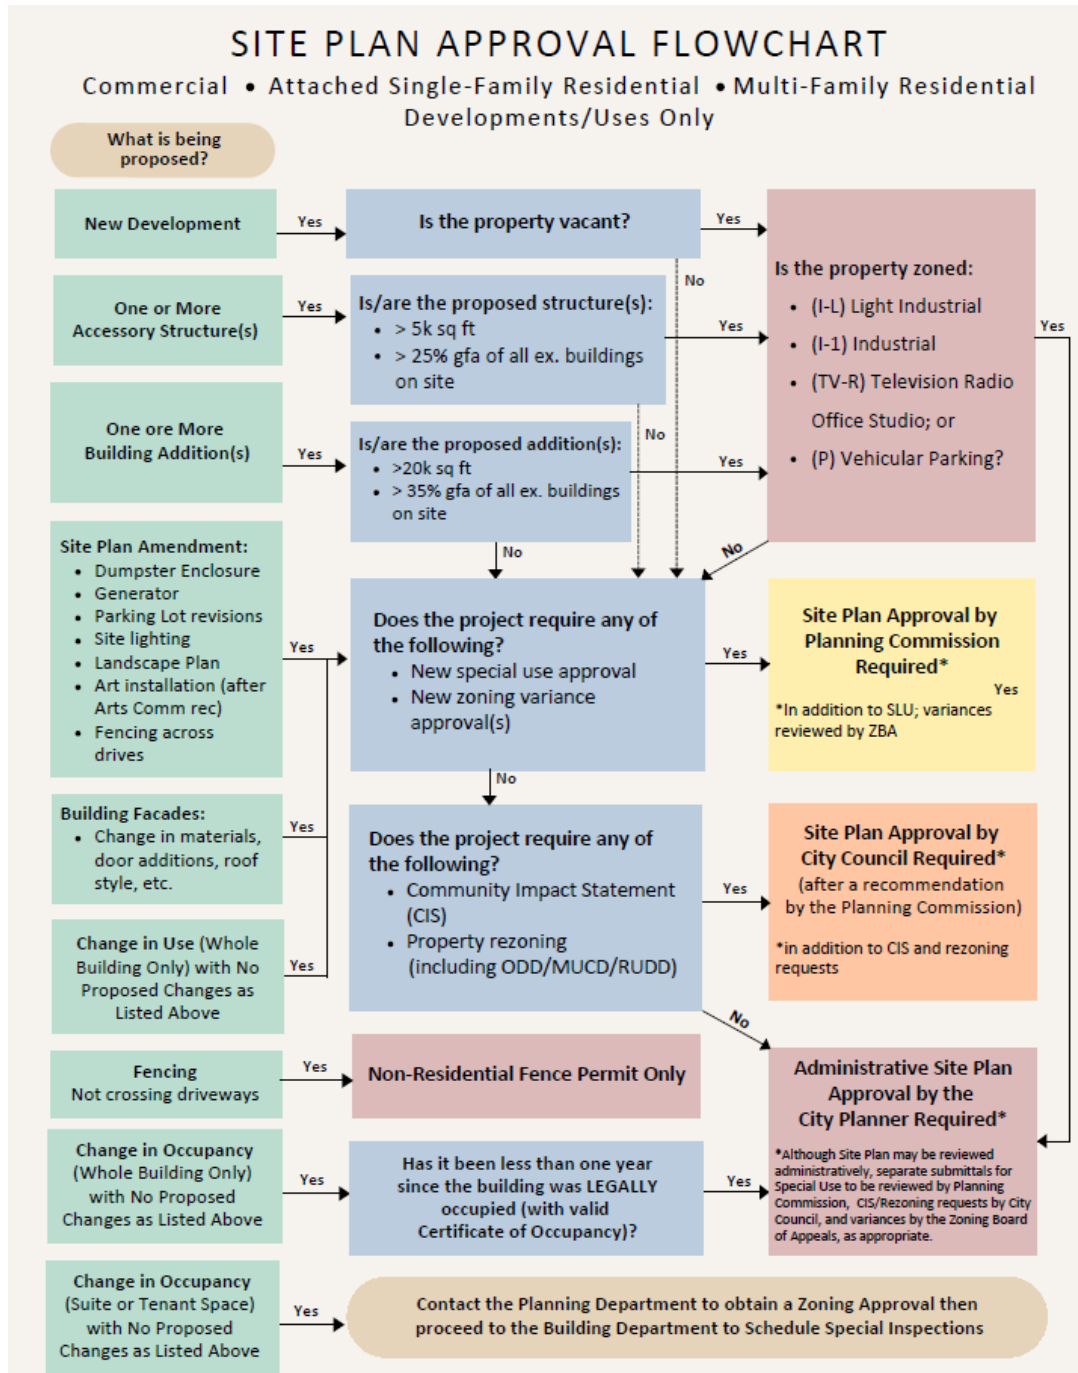 SITE PLAN APPROVAL FLOWCHART
Commercial • Attached Single-Family Residential • Multi-Family Residential
Developments/Uses Only
What is being
proposed?
New Development
Yes
Is the property vacant?
Yes
No
One or More
Accessory Structure(s)
Yes
Is/are the proposed structure(s):
• > 5k sq ft
• > 25% gfa of all ex. buildings
on site
Yes
No
One ore More
Building Addition(s)
Yes
Is/are the proposed addition(s):
• >20k sq ft
• > 35% gfa of all ex. buildings
on site
Yes
No
Is the property zoned:
• (I-L) Light Industrial
• (I-1) Industrial
• (TV-R) Television Radio
Office Studio; or
• (P) Vehicular Parking?
Yes
No
Site Plan Amendment:
• Dumpster Enclosure
• Generator
• Parking Lot revisions
• Site lighting
• Landscape Plan
• Art installation (after
Arts Comm rec)
• Fencing across
drives
Yes
Does the project require any of
the following?
• New special use approval
• New zoning variance
approval(s)
Yes
No
Site Plan Approval by
Planning Commission
Required*
Yes
*In addition to SLU; variances
reviewed by ZBA
Building Facades:
• Change in materials,
door additions, roof
style, etc.
Yes
Does the project require any of
the following?
• Community Impact Statement
(CIS)
• Property rezoning
(including ODD/MUCD/RUDD)
Yes
No
Site Plan Approval by
City Council Required*
(after a recommendation
by the Planning Commission)
*in addition to CIS and rezoning
requests
Change in Use (Whole
Building Only) with No
Proposed Changes as
Listed Above
Yes
Fencing
Not crossing driveways
Yes
Non-Residential Fence Permit Only
Administrative Site Plan
Approval by the
City Planner Required*
*Although Site Plan may be reviewed
administratively, separate submittals for
Special Use to be reviewed by Planning
Commission, CIS/Rezoning requests by City
Council, and variances by the Zoning Board
of Appeals, as appropriate.
Change in Occupancy
(Whole Building Only)
with No Proposed
Changes as Listed Above
Yes
Has it been less than one year
since the building was LEGALLY
occupied (with valid
Certificate of Occupancy)?
Yes
Change in Occupancy
(Suite or Tenant Space)
with No Proposed
Changes as Listed Above
Yes
Contact the Planning Department to obtain a Zoning Approval then
proceed to the Building Department to Schedule Special Inspections